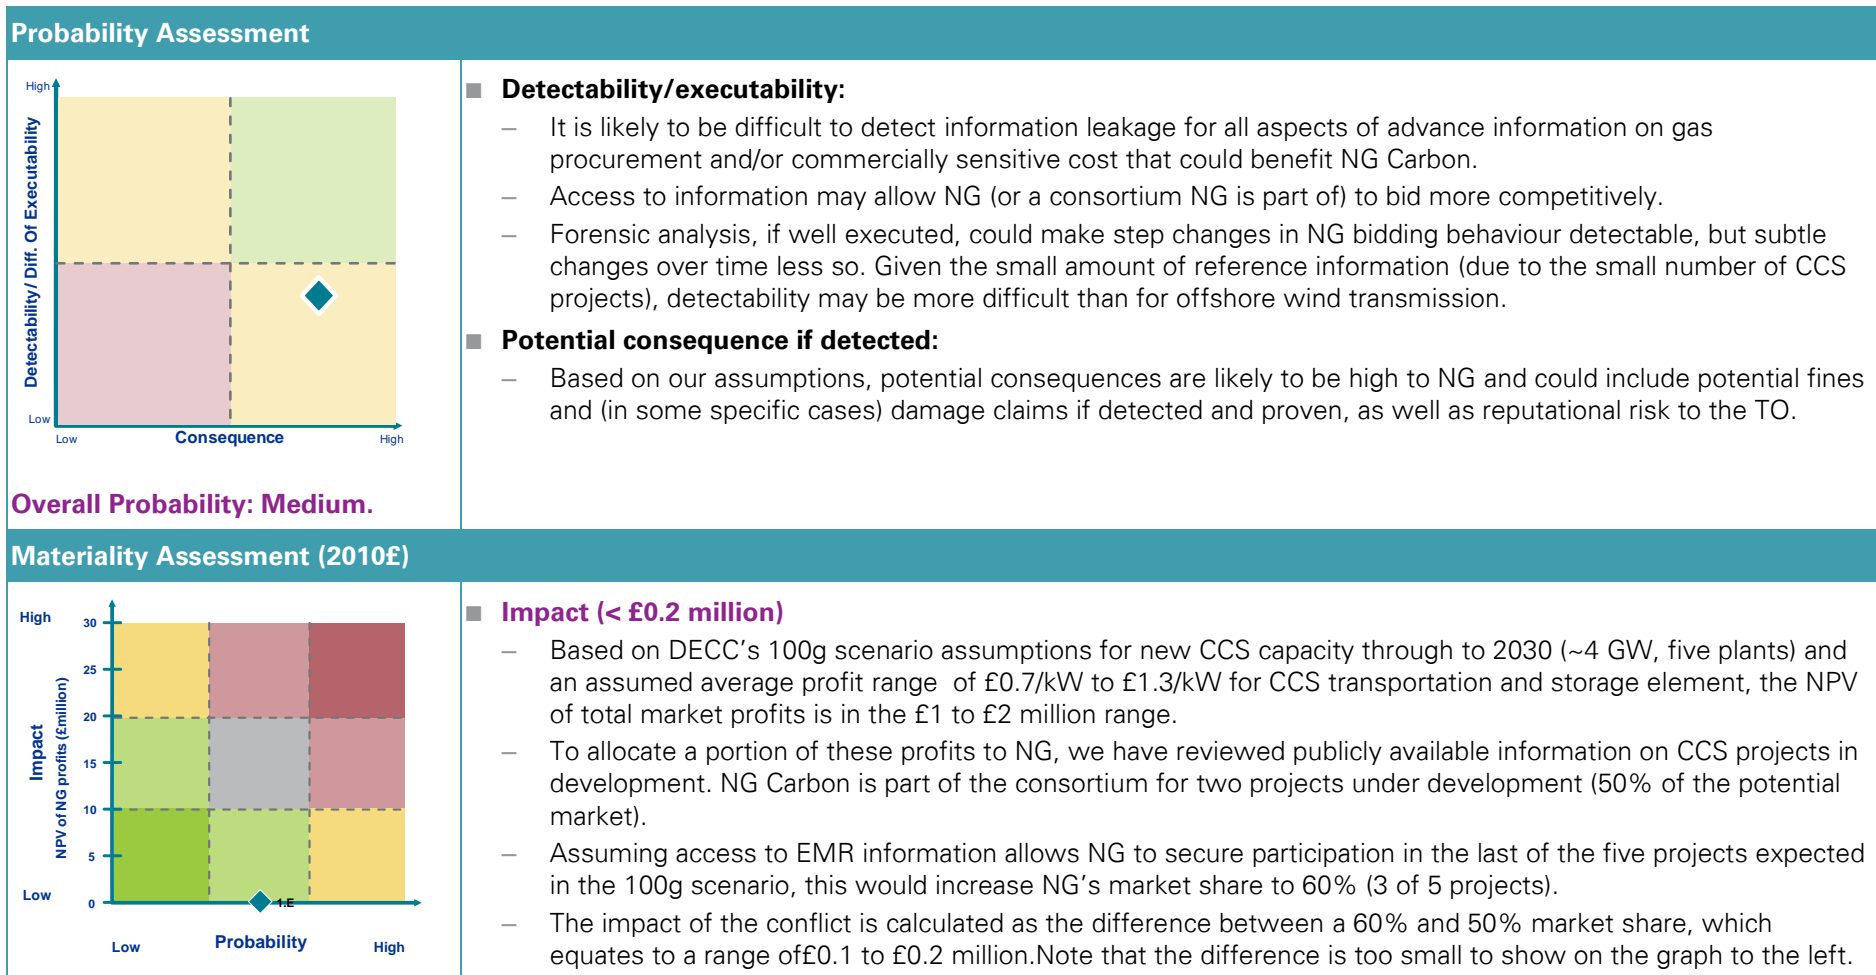 Probability Assessment
High
Detectability/ Diff. Of Executability
Low
Low
Consequence
High
Overall Probability: Medium.
■ Detectability/executability:
– It is likely to be difficult to detect information leakage for all aspects of advance information on gas
procurement and/or commercially sensitive cost that could benefit NG Carbon.
– Access to information may allow NG (or a consortium NG is part of) to bid more competitively.
– Forensic analysis, if well executed, could make step changes in NG bidding behaviour detectable, but subtle
changes over time less so. Given the small amount of reference information (due to the small number of CCS
projects), detectability may be more difficult than for offshore wind transmission.
■ Potential consequence if detected:
– Based on our assumptions, potential consequences are likely to be high to NG and could include potential fines
and (in some specific cases) damage claims if detected and proven, as well as reputational risk to the TO.
Materiality Assessment (2010£)
High
Impact
NPV of NG profits (£million)
Low
30
25
20
15
10
5
0
1.E
Low
Probability
High
■ Impact (< £0.2 million)
– Based on DECC’s 100g scenario assumptions for new CCS capacity through to 2030 (~4 GW, five plants) and
an assumed average profit range of £0.7/kW to £1.3/kW for CCS transportation and storage element, the NPV
of total market profits is in the £1 to £2 million range.
– To allocate a portion of these profits to NG, we have reviewed publicly available information on CCS projects in
development. NG Carbon is part of the consortium for two projects under development (50% of the potential
market).
– Assuming access to EMR information allows NG to secure participation in the last of the five projects expected
in the 100g scenario, this would increase NG’s market share to 60% (3 of 5 projects).
– The impact of the conflict is calculated as the difference between a 60% and 50% market share, which
equates to a range of£0.1 to £0.2 million.Note that the difference is too small to show on the graph to the left.